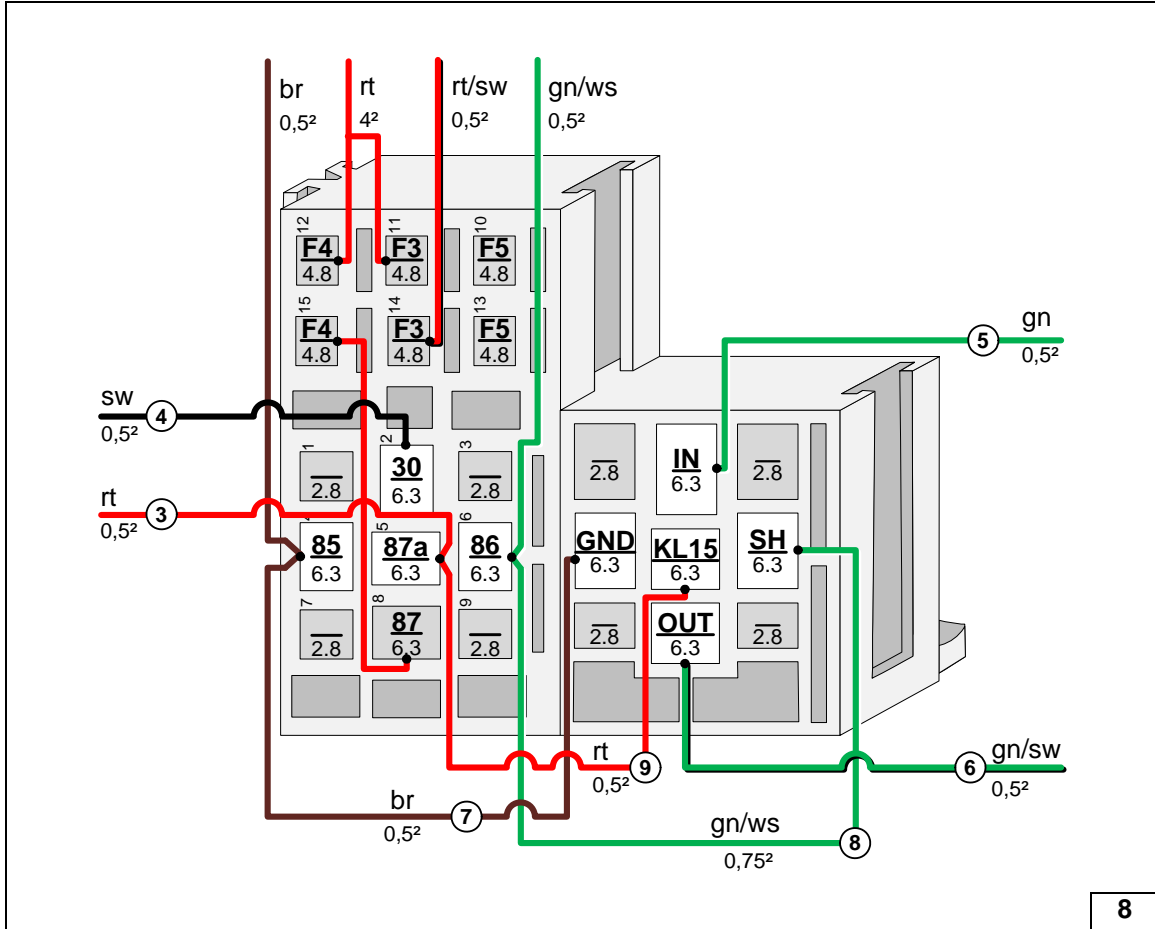 br
0,5²
rt
4²
rt/sw
0,5²
gn/ws
0,5²
12
F4
4.8
11
F3
4.8
10
F5
4.8
15
F4
4.8
14
F3
4.8
13
F5
4.8
gn
5
0,5²
sw
4
0,5²
1
2.8
2
30
6.3
3
2.8
2.8
IN
6.3
2.8
rt
3
0,5²
4
85
6.3
5
87a
6.3
6
86
6.3
GND
6.3
KL15
6.3
SH
6.3
7
2.8
8
87
6.3
9
2.8
2.8
OUT
6.3
2.8
rt
0,5²
9
gn/sw
6
0,5²
br
0,5²
7
gn/ws
0,75²
8
8